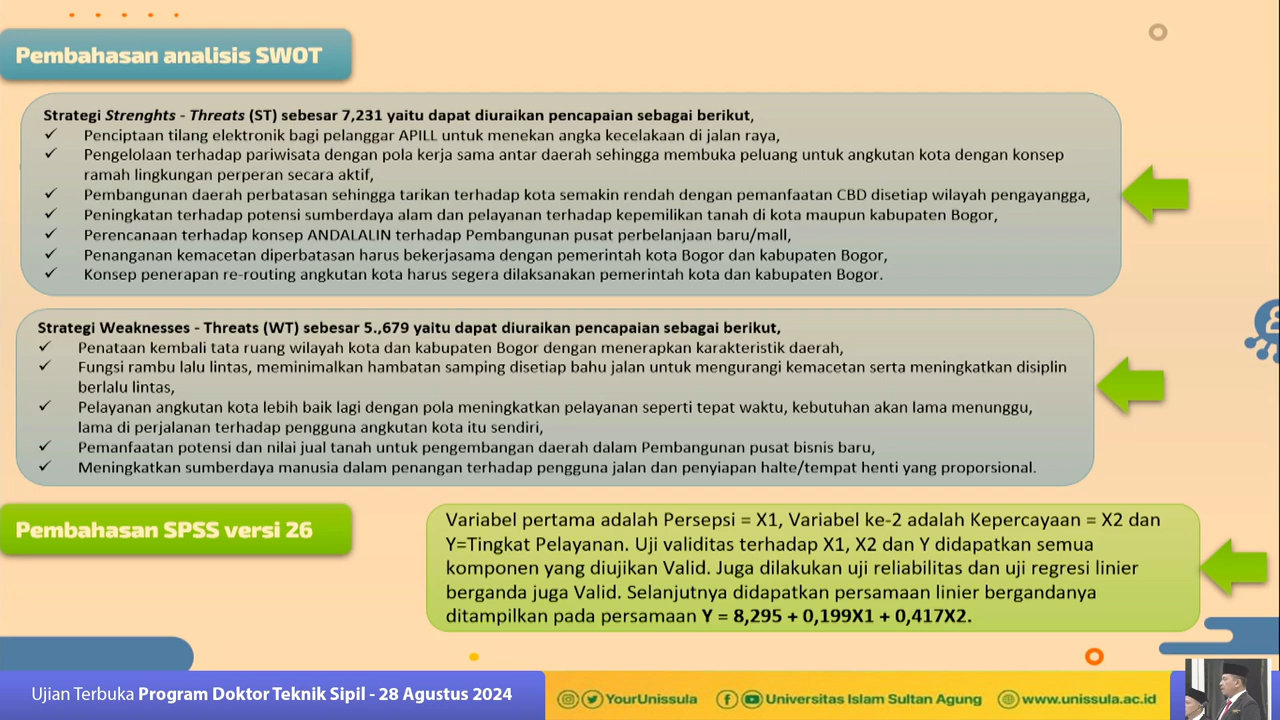 Pembahasan analisis SWOT
Strategi Strenghts - Threats (ST) sebesar 7,231 yaitu dapat diuraikan pencapaian sebagai berikut,
✓ Penciptaan tilang elektronik bagi pelanggar APILL untuk menekan angka kecelakaan di jalan raya,
✓ Pengelolaan terhadap pariwisata dengan pola kerja sama antar daerah sehingga membuka peluang untuk angkutan kota dengan konsep
ramah lingkungan perperan secara aktif,
✓ Pembangunan daerah perbatasan sehingga tarikan terhadap kota semakin rendah dengan pemanfaatan CBD disetiap wilayah pengayangga,
✓ Peningkatan terhadap potensi sumberdaya alam dan pelayanan terhadap kepemilikan tanah di kota maupun kabupaten Bogor,
✓ Perencanaan terhadap konsep ANDALALIN terhadap Pembangunan pusat perbelanjaan baru/mall,
✓ Penanganan kemacetan diperbatasan harus bekerjasama dengan pemerintah kota Bogor dan kabupaten Bogor,
✓ Konsep penerapan re-routing angkutan kota harus segera dilaksanakan pemerintah kota dan kabupaten Bogor.
Strategi Weaknesses - Threats (WT) sebesar 5.,679 yaitu dapat diuraikan pencapaian sebagai berikut,
✓ Penataan kembali tata ruang wilayah kota dan kabupaten Bogor dengan menerapkan karakteristik daerah,
✓ Fungsi rambu lalu lintas, meminimalkan hambatan samping disetiap bahu jalan untuk mengurangi kemacetan serta meningkatkan disiplin
berlalu lintas,
✓ Pelayanan angkutan kota lebih baik lagi dengan pola meningkatkan pelayanan seperti tepat waktu, kebutuhan akan lama menunggu,
lama di perjalanan terhadap pengguna angkutan kota itu sendiri,
✓ Pemanfaatan potensi dan nilai jual tanah untuk pengembangan daerah dalam Pembangunan pusat bisnis baru,
✓ Meningkatkan sumberdaya manusia dalam penangan terhadap pengguna jalan dan penyiapan halte/tempat henti yang proporsional.
Pembahasan SPSS versi 26
Variabel pertama adalah Persepsi = X1, Variabel ke-2 adalah Kepercayaan = X2 dan
Y=Tingkat Pelayanan. Uji validitas terhadap X1, X2 dan Y didapatkan semua
komponen yang diujikan Valid. Juga dilakukan uji reliabilitas dan uji regresi linier
berganda juga Valid. Selanjutnya didapatkan persamaan linier bergandanya
ditampilkan pada persamaan Y = 8,295 + 0,199X1 + 0,417X2.
Ujian Terbuka Program Doktor Teknik Sipil - 28 Agustus 2024
YourUnissula
Universitas Islam Sultan Agung
www.unissula.ac.id